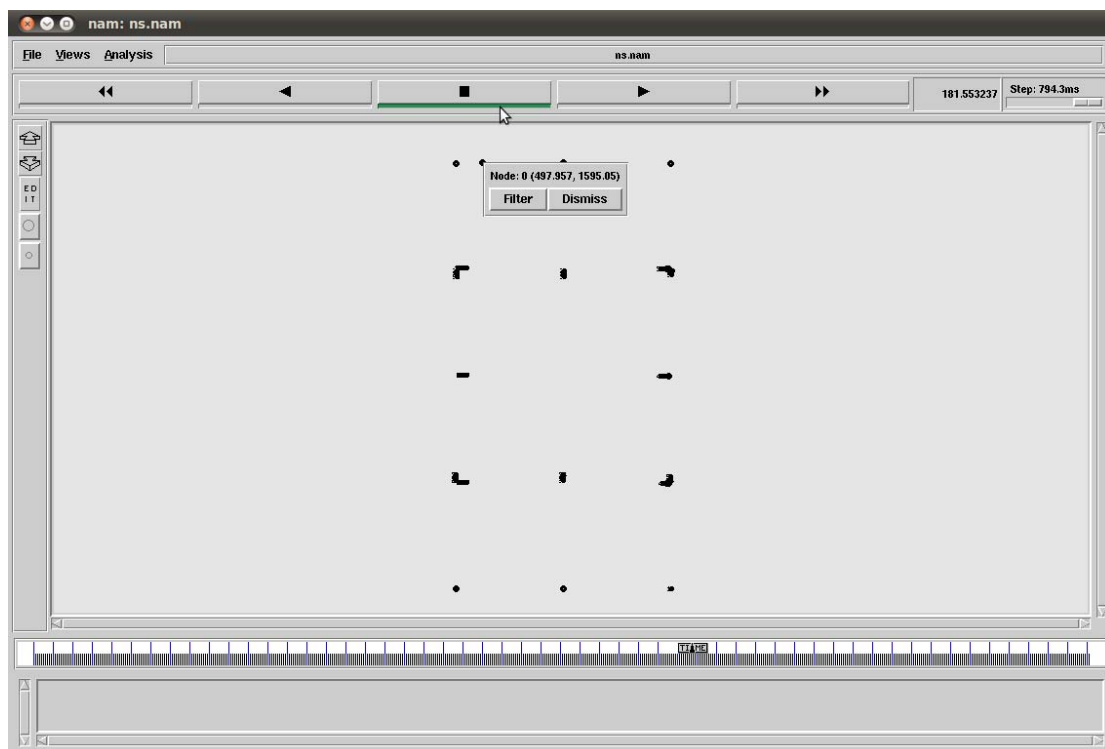 nam: ns.nam
File Views Analysis ns.nam
181.553237 Step: 794.3ms
E D
I T
Node: 0 (497.957, 1595.05)
Filter Dismiss
TIME